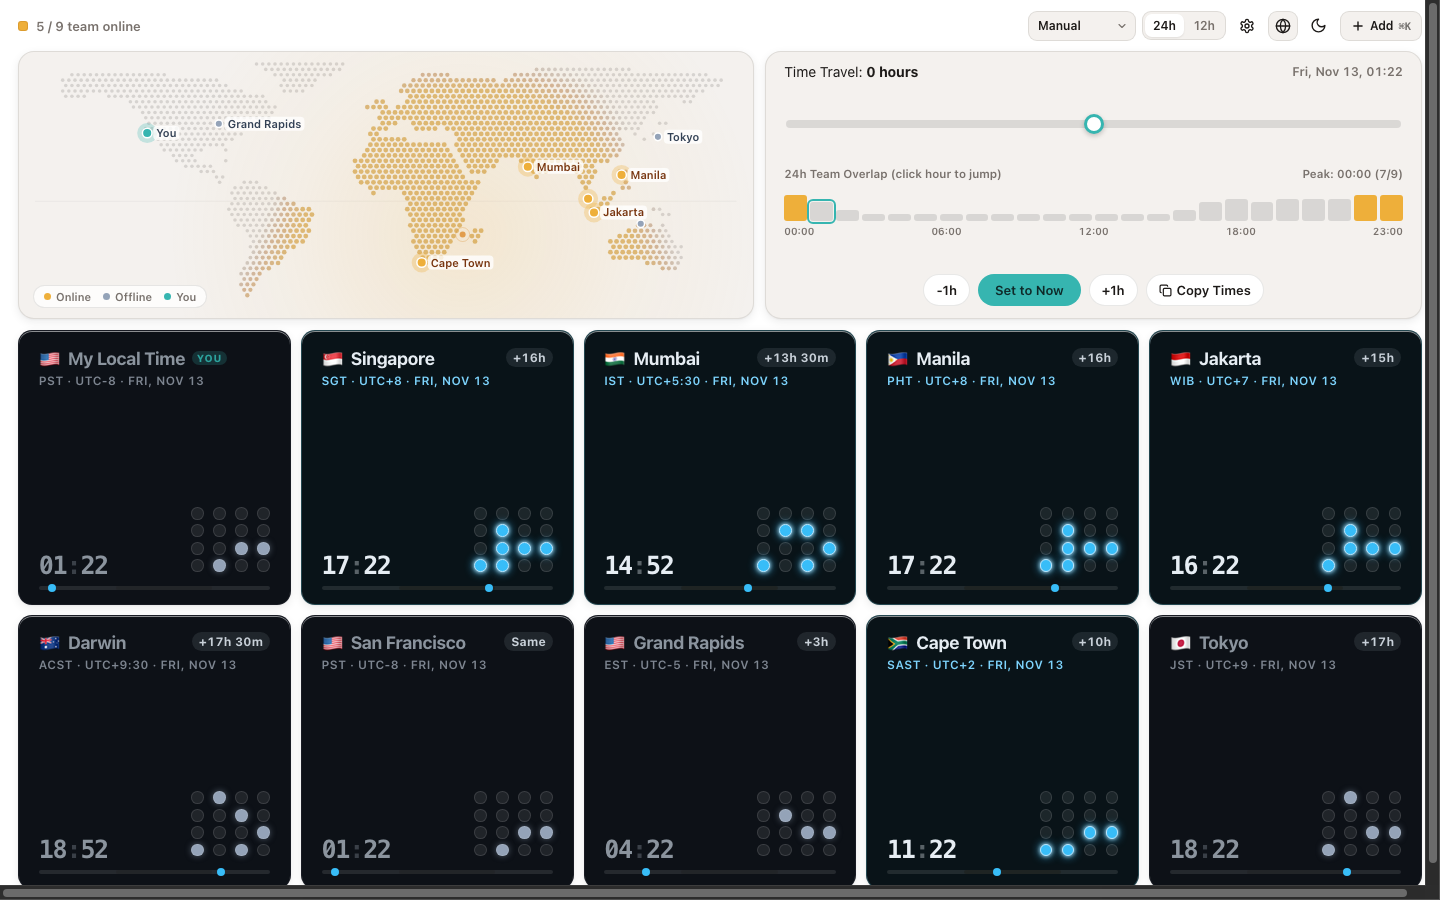 5 / 9 team online
Manual
24h 12h
Add ⌘K
You
Grand Rapids
Tokyo
Mumbai
Manila
Jakarta
Cape Town
Online Offline You
Time Travel: 0 hours
Fri, Nov 13, 01:22
24h Team Overlap (click hour to jump)
Peak: 00:00 (7/9)
00:00 06:00 12:00 18:00 23:00
-1h Set to Now +1h Copy Times
My Local Time YOU
PST · UTC-8 · FRI, NOV 13
01:22
Singapore +16h
SGT · UTC+8 · FRI, NOV 13
17:22
Mumbai +13h 30m
IST · UTC+5:30 · FRI, NOV 13
14:52
Manila +16h
PHT · UTC+8 · FRI, NOV 13
17:22
Jakarta +15h
WIB · UTC+7 · FRI, NOV 13
16:22
Darwin +17h 30m
ACST · UTC+9:30 · FRI, NOV 13
18:52
San Francisco Same
PST · UTC-8 · FRI, NOV 13
01:22
Grand Rapids +3h
EST · UTC-5 · FRI, NOV 13
04:22
Cape Town +10h
SAST · UTC+2 · FRI, NOV 13
11:22
Tokyo +17h
JST · UTC+9 · FRI, NOV 13
18:22